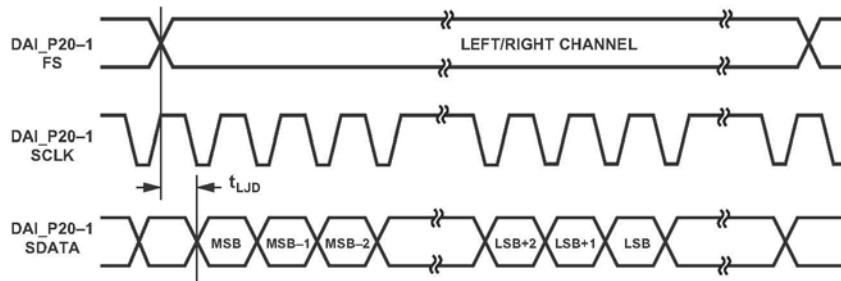 DAI_P20–1
FS
LEFT/RIGHT CHANNEL
DAI_P20–1
SCLK
tLJD
DAI_P20–1
SDATA
MSB
MSB–1
MSB–2
LSB+2
LSB+1
LSB